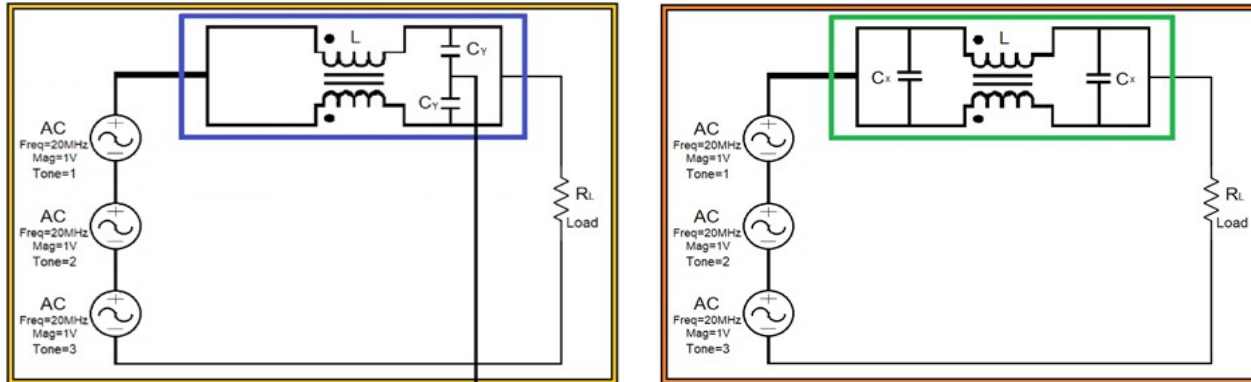 L
CY
CY
AC
Freq=20MHz
Mag=1V
Tone=1
AC
Freq=20MHz
Mag=1V
Tone=2
AC
Freq=20MHz
Mag=1V
Tone=3
RL
Load
L
Cx
Cx
AC
Freq=20MHz
Mag=1V
Tone=1
AC
Freq=20MHz
Mag=1V
Tone=2
AC
Freq=20MHz
Mag=1V
Tone=3
RL
Load